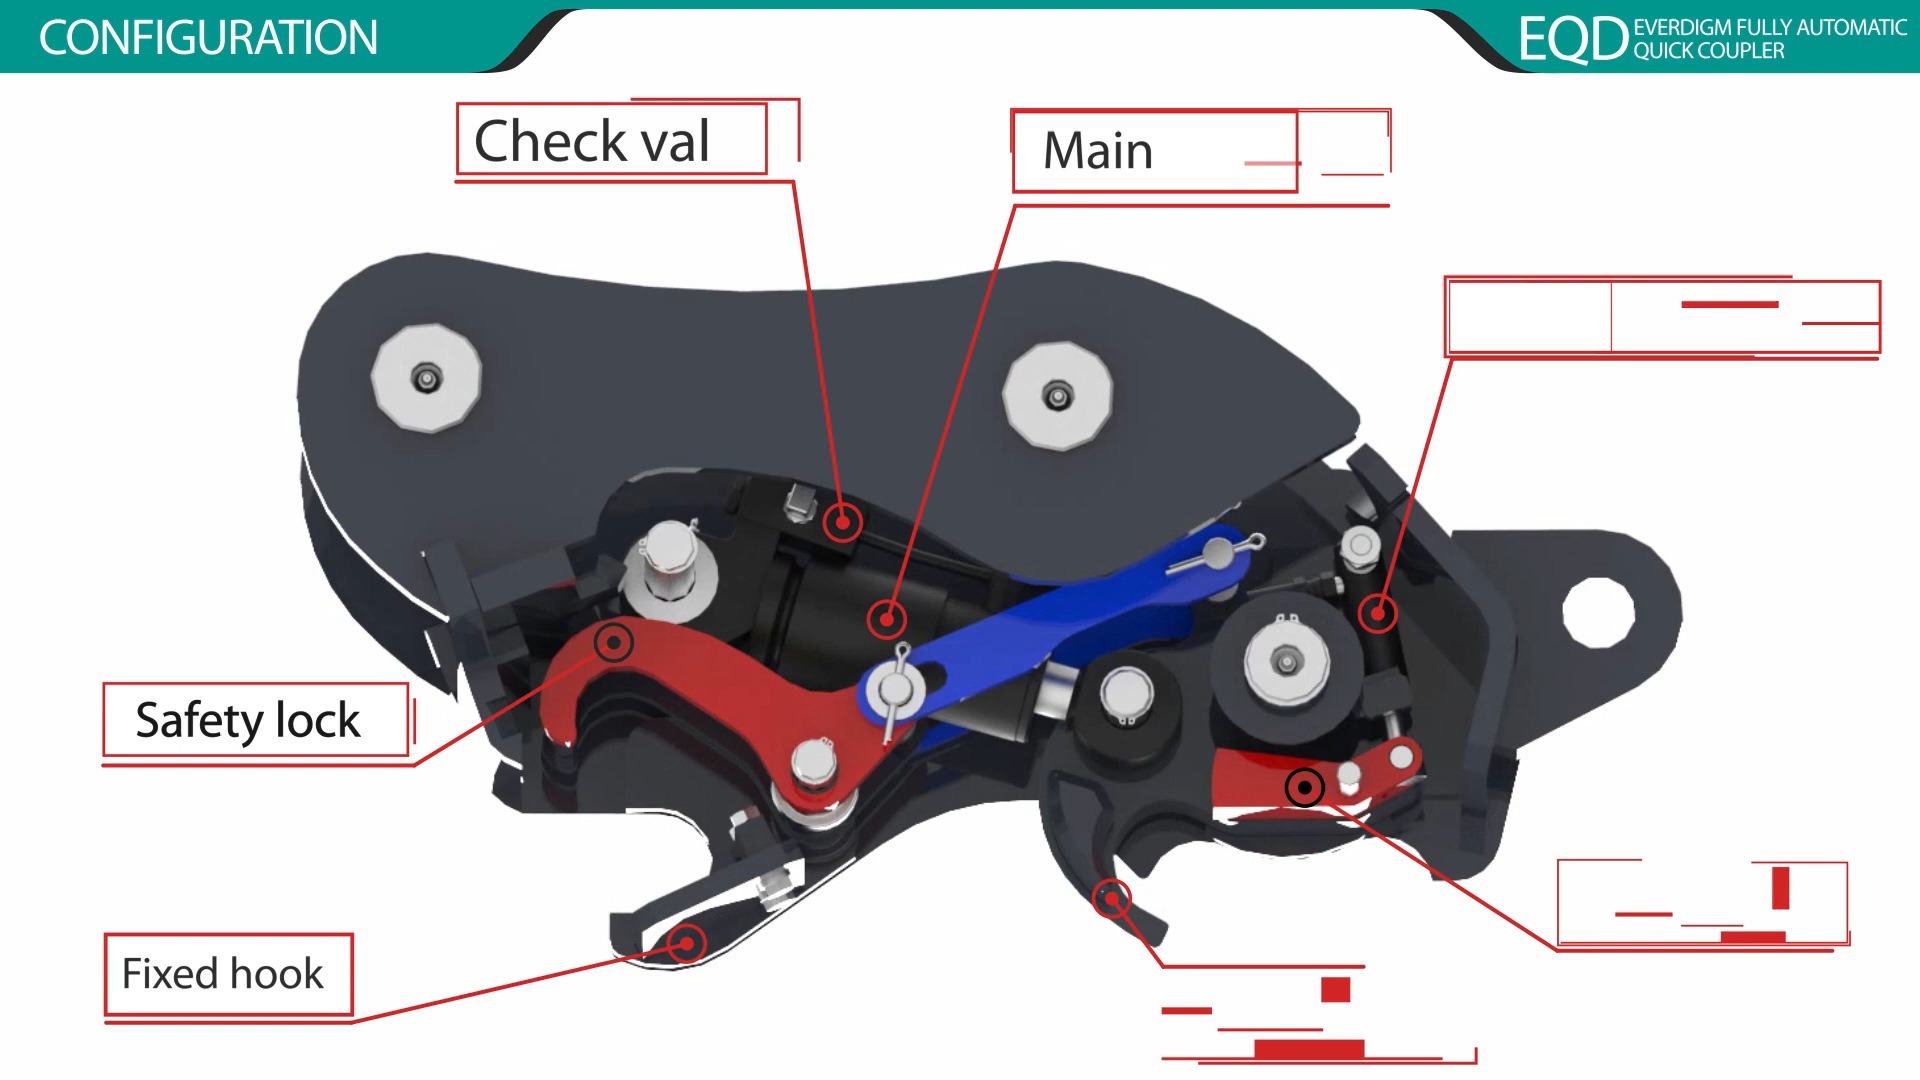 CONFIGURATION
EQD
EVERDIGM FULLY AUTOMATIC
QUICK COUPLER
Check val
Main
Safety lock
Fixed hook